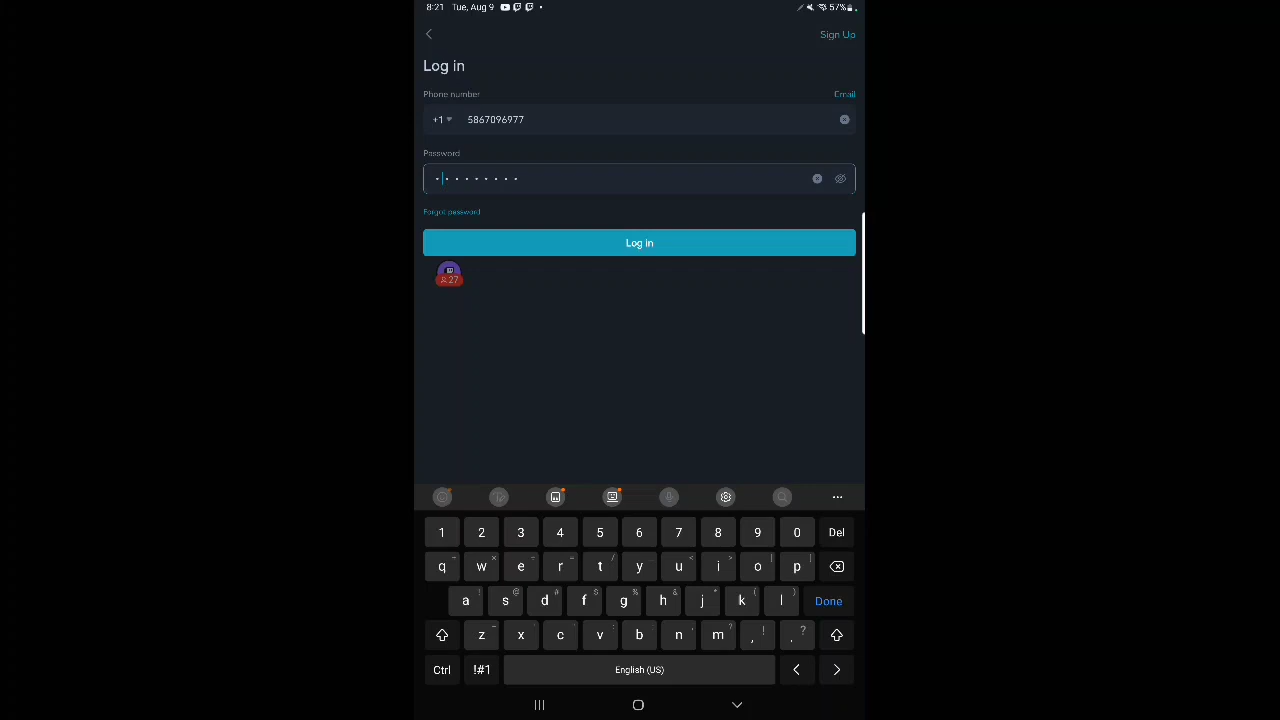 8:21 Tue, Aug 9 57%
Sign Up
Log in
Phone number Email
+1 5867096977
Password
Forgot password
Log in
27
1 2 3 4 5 6 7 8 9 0 Del
q w e r t y u i o p
a s d f g h j k l Done
z x c v b n m , ! . ?
Ctrl !#1 English (US) < >